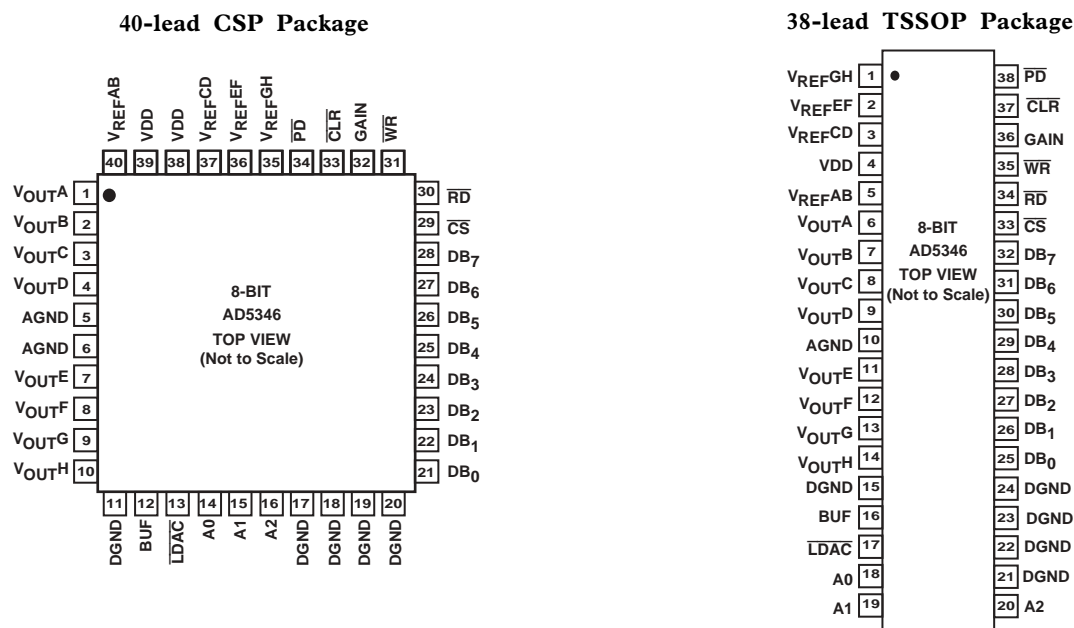 40-lead CSP Package
VREFAB
VDD
VDD
VREFCD
VREFEF
VREFGH
PD
CLR
GAIN
WR
40 39 38 37 36 35 34 33 32 31
VOUTA 1
VOUTB 2
VOUTC 3
VOUTD 4
AGND 5
AGND 6
VOUTE 7
VOUTF 8
VOUTG 9
VOUTH 10
8-BIT
AD5346
TOP VIEW
(Not to Scale)
30 RD
29 CS
28 DB7
27 DB6
26 DB5
25 DB4
24 DB3
23 DB2
22 DB1
21 DB0
11 12 13 14 15 16 17 18 19 20
DGND
BUF
LDAC
A0
A1
A2
DGND
DGND
DGND
DGND
38-lead TSSOP Package
VREFGH 1
VREFEF 2
VREFCD 3
VDD 4
VREFAB 5
VOUTA 6
VOUTB 7
VOUTC 8
VOUTD 9
AGND 10
VOUTE 11
VOUTF 12
VOUTG 13
VOUTH 14
DGND 15
BUF 16
LDAC 17
A0 18
A1 19
8-BIT
AD5346
TOP VIEW
(Not to Scale)
38 PD
37 CLR
36 GAIN
35 WR
34 RD
33 CS
32 DB7
31 DB6
30 DB5
29 DB4
28 DB3
27 DB2
26 DB1
25 DB0
24 DGND
23 DGND
22 DGND
21 DGND
20 A2